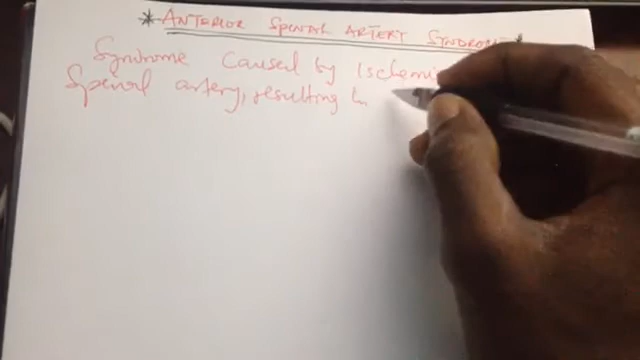 * ANTERIOR SPINAL ARTERY SYNDROME *
Syndrome caused by Ischemi
Spinal artery, resulting in